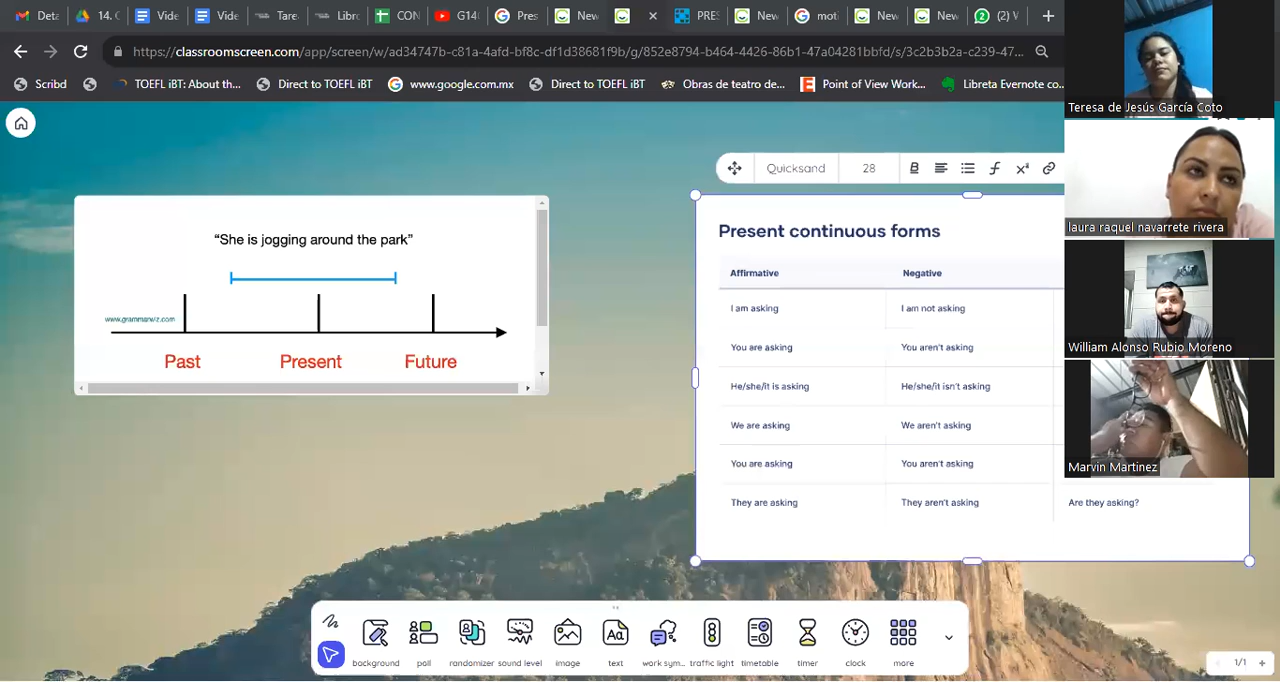 Deta
14. C
Vide
Vide
Tare
Libro
CON
G14(
Pres
New
PRE
New
mot
New
New
(2) V
https://classroomscreen.com/app/screen/w/ad34747b-c81a-4afd-bf8c-df1d38681f9b/g/852e8794-b464-4426-86b1-47a04281bbfd/s/3c2b3b2a-c239-47...
Scribd
TOEFL iBT: About th...
Direct to TOEFL iBT
www.google.com.mx
Direct to TOEFL iBT
Obras de teatro de...
Point of View Work...
Libreta Evernote co...
Teresa de Jesús García Coto
laura raquel navarrete rivera
William Alonso Rubio Moreno
Marvin Martinez
Quicksand 28
“She is jogging around the park”
www.grammarwiz.com
Past Present Future
Present continuous forms
Affirmative Negative
I am asking I am not asking
You are asking You aren't asking
He/she/it is asking He/she/it isn't asking
We are asking We aren't asking
You are asking You aren't asking
They are asking They aren't asking Are they asking?
Aa
background poll randomizer sound level image text work sym... traffic light timetable timer clock more
1/1